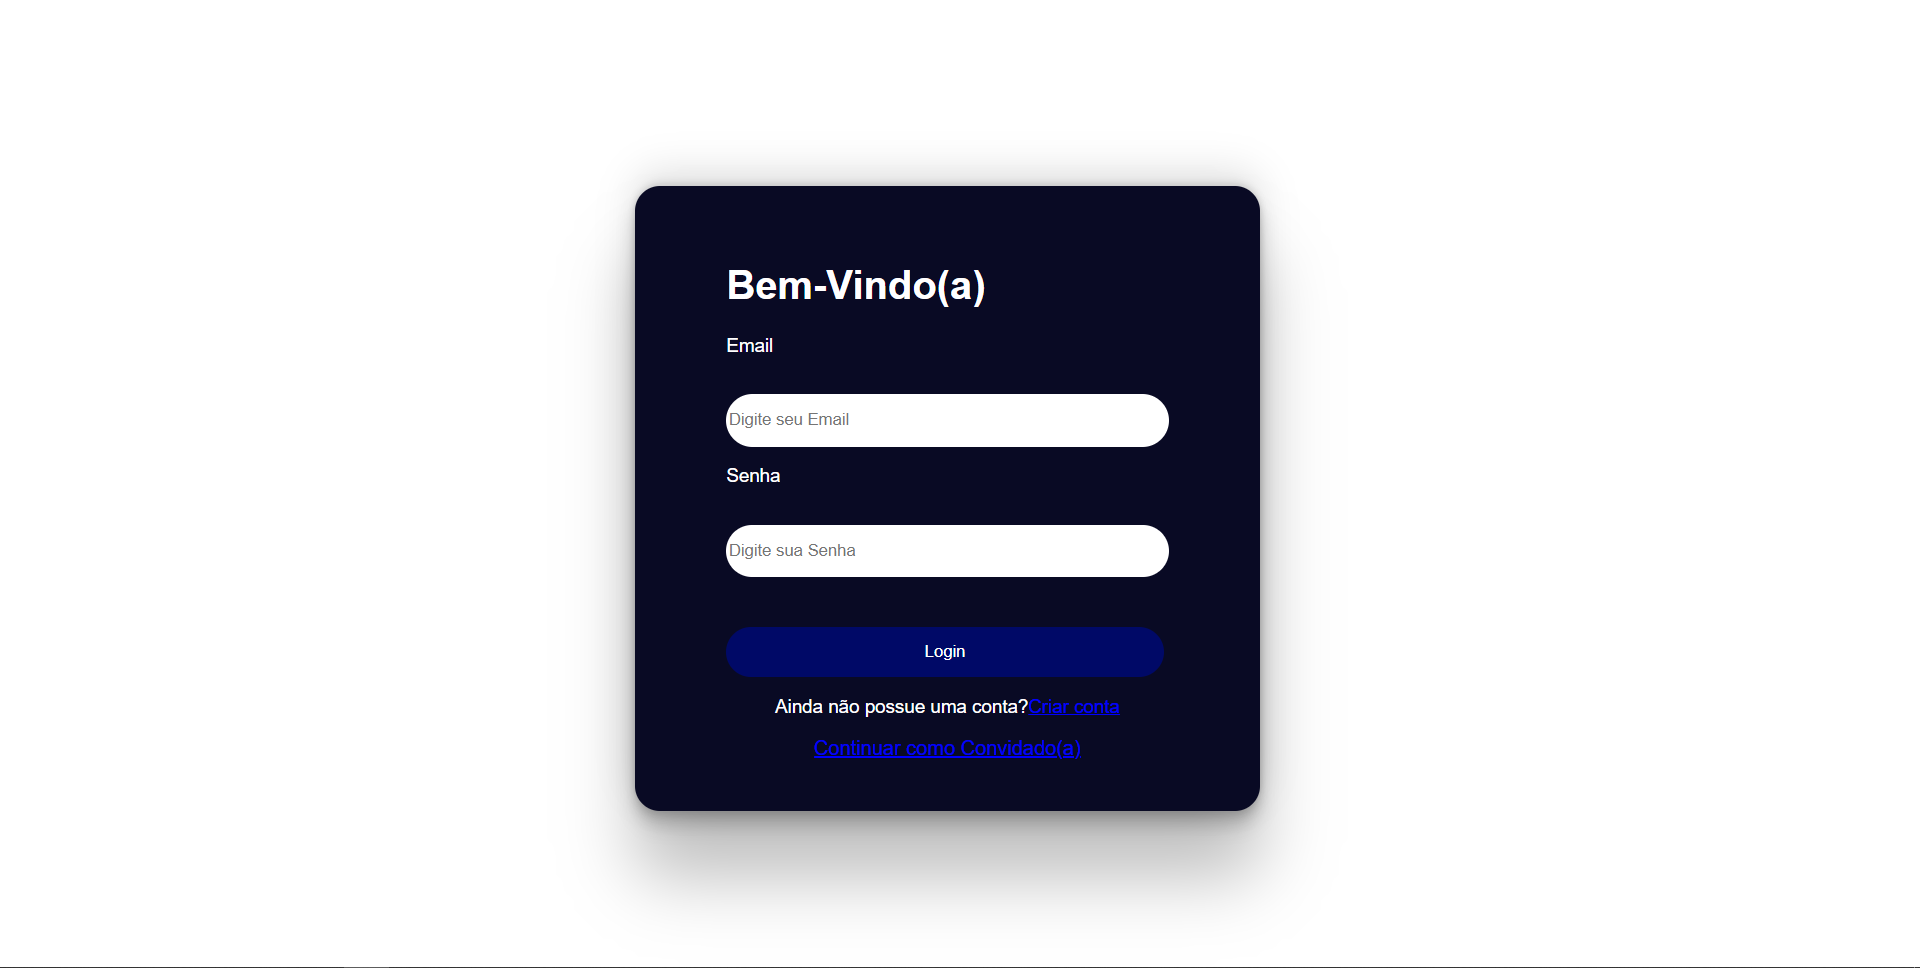 Bem-Vindo(a)
Email
Digite seu Email
Senha
Digite sua Senha
Login
Ainda não possue uma conta?Criar conta
Continuar como Convidado(a)